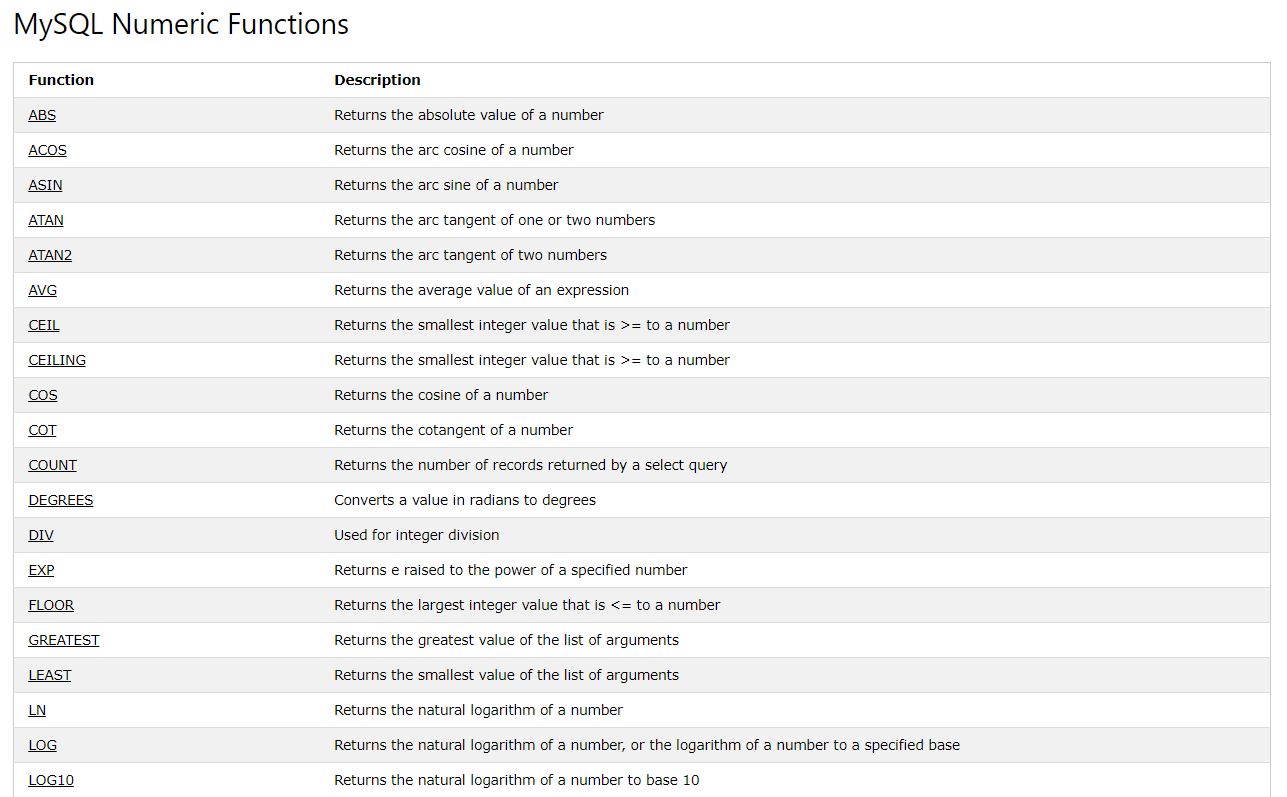 MySQL Numeric Functions
Function Description
ABS Returns the absolute value of a number
ACOS Returns the arc cosine of a number
ASIN Returns the arc sine of a number
ATAN Returns the arc tangent of one or two numbers
ATAN2 Returns the arc tangent of two numbers
AVG Returns the average value of an expression
CEIL Returns the smallest integer value that is >= to a number
CEILING Returns the smallest integer value that is >= to a number
COS Returns the cosine of a number
COT Returns the cotangent of a number
COUNT Returns the number of records returned by a select query
DEGREES Converts a value in radians to degrees
DIV Used for integer division
EXP Returns e raised to the power of a specified number
FLOOR Returns the largest integer value that is <= to a number
GREATEST Returns the greatest value of the list of arguments
LEAST Returns the smallest value of the list of arguments
LN Returns the natural logarithm of a number
LOG Returns the natural logarithm of a number, or the logarithm of a number to a specified base
LOG10 Returns the natural logarithm of a number to base 10